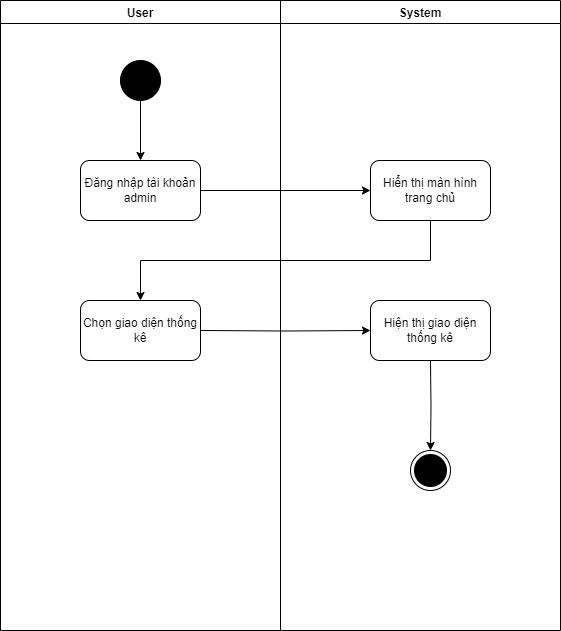 User
System
Đăng nhập tài khoản
admin
Hiển thị màn hình
trang chủ
Chọn giao diện thống
kê
Hiện thị giao diện
thống kê